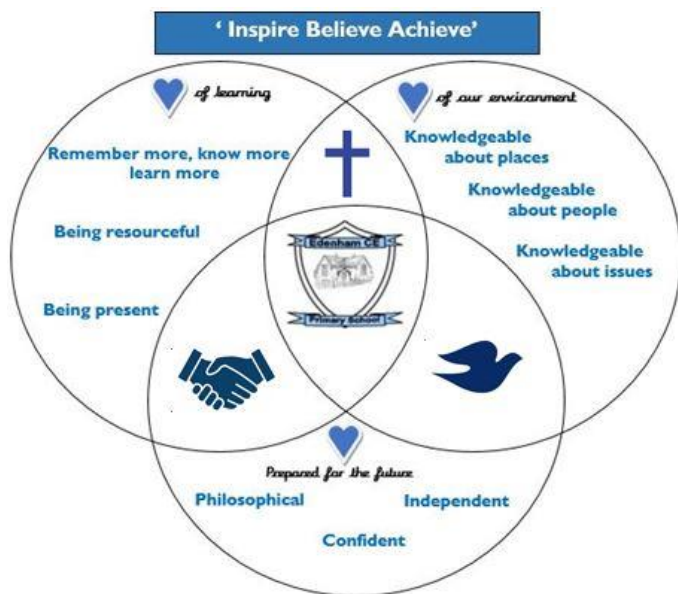 ‘ Inspire Believe Achieve’
of learning
Remember more, know more
learn more
Being resourceful
Being present
of our environment
Knowledgeable
about places
Knowledgeable
about people
Knowledgeable
about issues
Edenham CE
Primary School
Prepared for the future
Philosophical
Independent
Confident